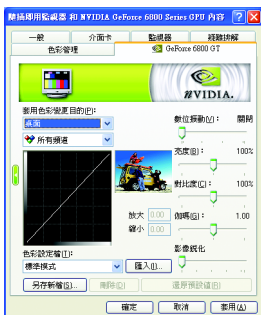 隨插即用監視器 和 NVIDIA GeForce 6800 Series GPU 內容
一般
介面卡
監視器
疑難排解
色彩管理
GeForce 6800 GT
NVIDIA.
套用色彩變更目的(P):
桌面
所有頻道
數位振動(V): 關閉
亮度(B): 100%
對比度(C): 100%
伽瑪(G): 1.00
放大 0.00
縮小 0.00
影像銳化
色彩設定檔(T):
標準模式
匯入(I)...
另存新檔(S)...
刪除(D)
還原預設值(R)
確定
取消
套用(A)